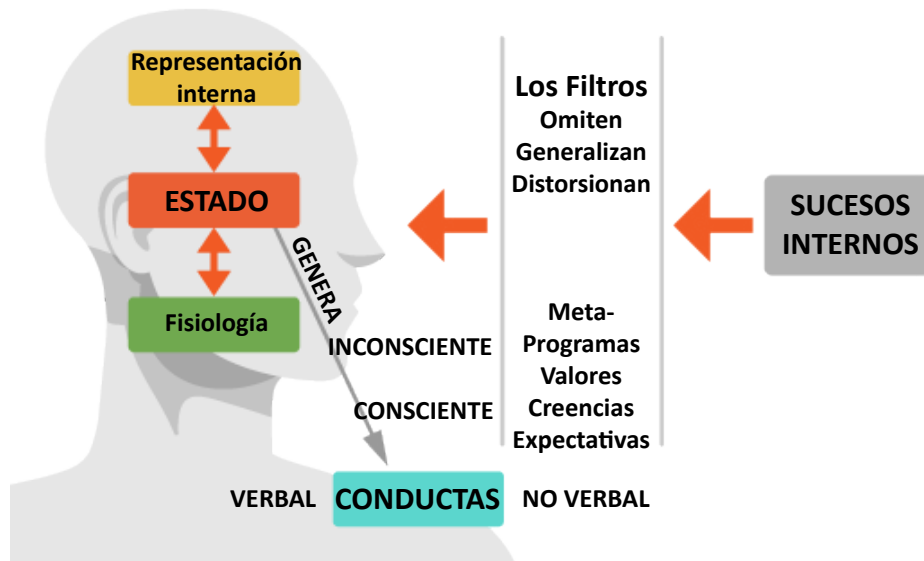 Representación
interna
ESTADO
Fisiología
GENERA
Los Filtros
Omiten
Generalizan
Distorsionan
SUCESOS
INTERNOS
INCONSCIENTE
CONSCIENTE
Meta-
Programas
Valores
Creencias
Expectativas
VERBAL
CONDUCTAS
NO VERBAL